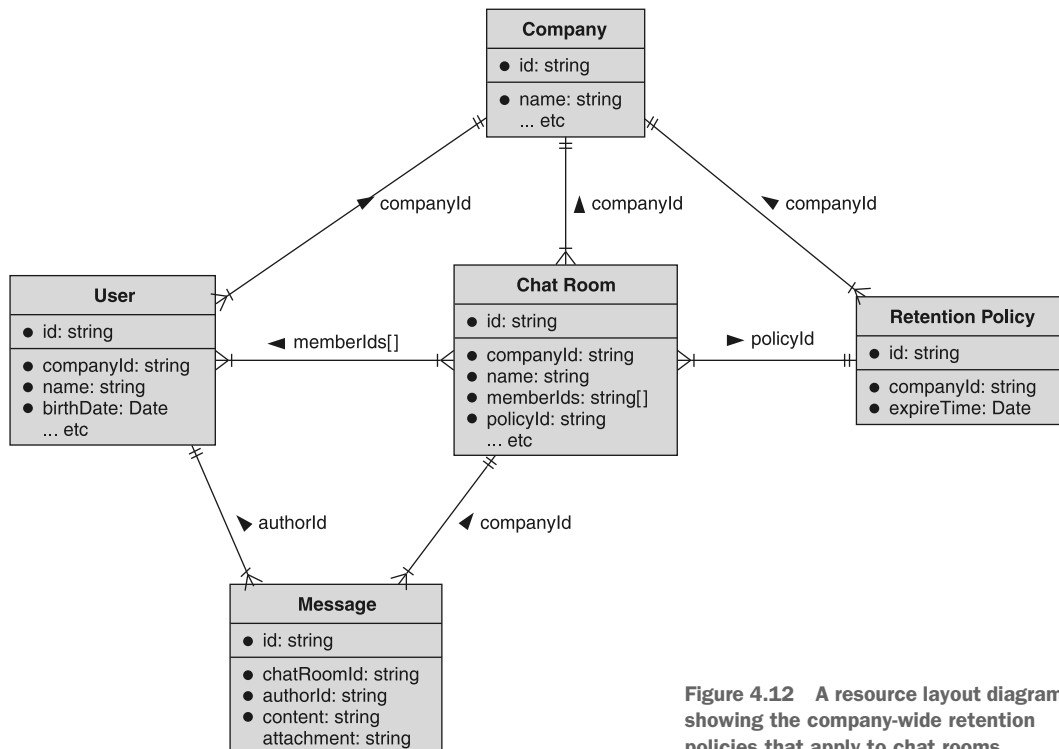 Company
● id: string
● name: string
... etc
companyId
companyId
companyId
User
● id: string
● companyId: string
● name: string
● birthDate: Date
... etc
memberIds[]
Chat Room
● id: string
● companyId: string
● name: string
● memberIds: string[]
● policyId: string
... etc
policyId
Retention Policy
● id: string
● companyId: string
● expireTime: Date
authorId
companyId
Message
● id: string
● chatRoomId: string
● authorId: string
● content: string
attachment: string
Figure 4.12 A resource layout diagram
showing the company-wide retention
policies that apply to chat rooms